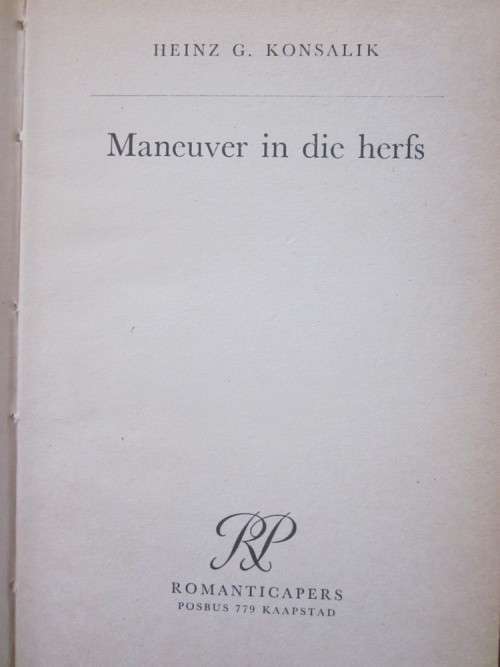 HEINZ G. KONSALIK
Maneuver in die herfs
RP
ROMANTICAPERS
POSBUS 779 KAAPSTAD